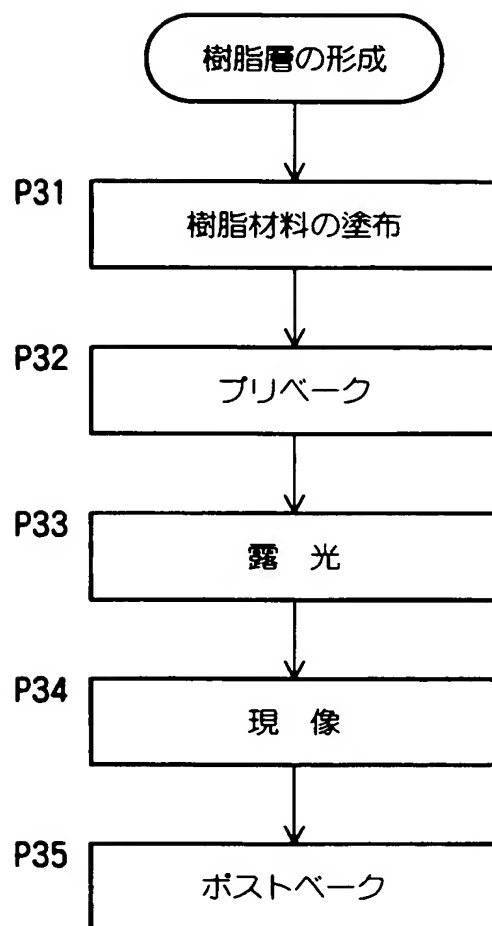 樹脂層の形成
P31
樹脂材料の塗布
P32
プリベーク
P33
露　光
P34
現　像
P35
ポストベーク